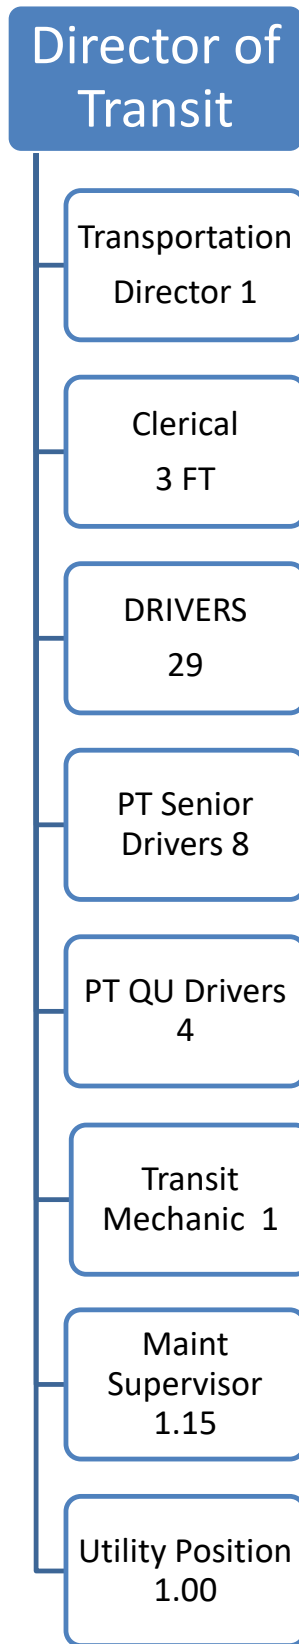 Director of
Transit
Transportation
Director 1
Clerical
3 FT
DRIVERS
29
PT Senior
Drivers 8
PT QU Drivers
4
Transit
Mechanic 1
Maint
Supervisor
1.15
Utility Position
1.00